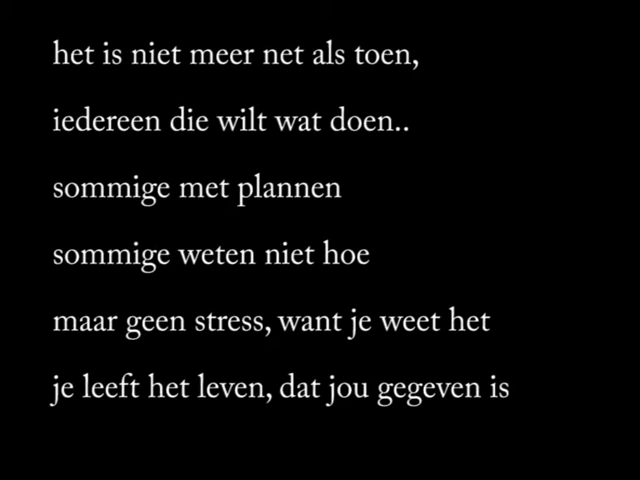 het is niet meer net als toen,
iedereen die wilt wat doen..
sommige met plannen
sommige weten niet hoe
maar geen stress, want je weet het
je leeft het leven, dat jou gegeven is